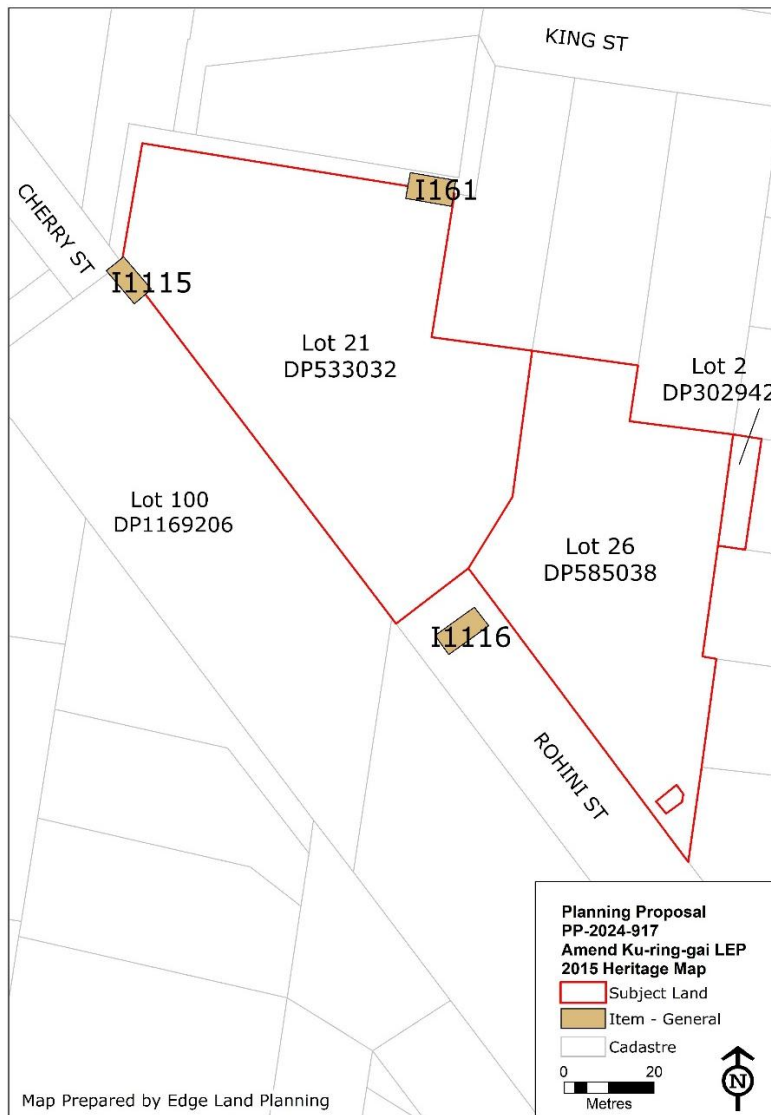 KING ST
I161
CHERRY ST
I1115
Lot 21
DP533032
Lot 2
DP302942
Lot 100
DP1169206
Lot 26
DP585038
I1116
ROHINI ST
Planning Proposal
PP-2024-917
Amend Ku-ring-gai LEP
2015 Heritage Map
Subject Land
Item - General
Cadastre
0 20
Metres
N
Map Prepared by Edge Land Planning